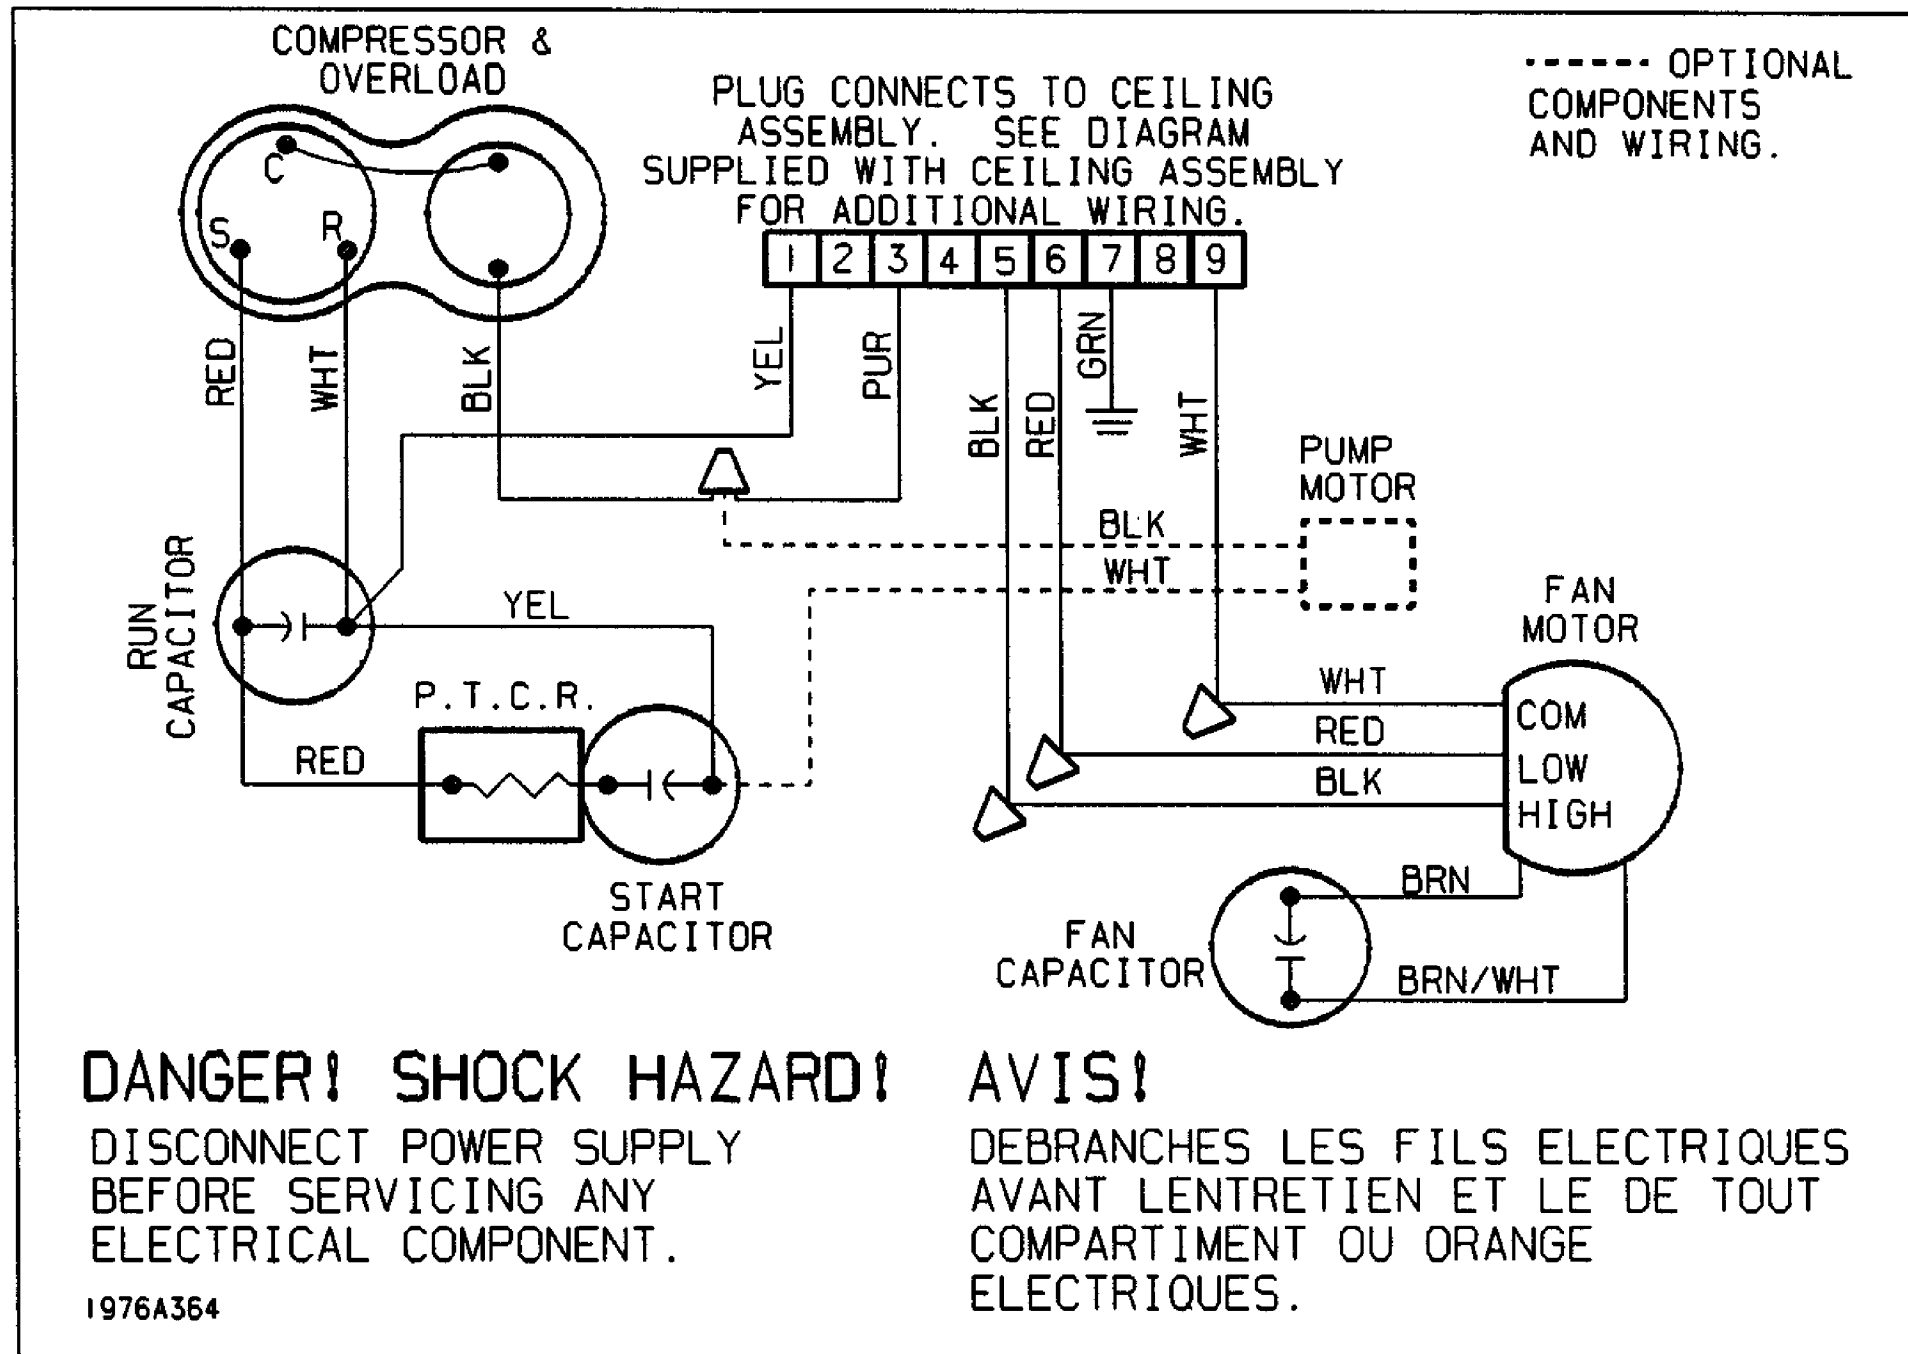 COMPRESSOR &
OVERLOAD
PLUG CONNECTS TO CEILING
ASSEMBLY. SEE DIAGRAM
SUPPLIED WITH CEILING ASSEMBLY
FOR ADDITIONAL WIRING.
------ OPTIONAL
COMPONENTS
AND WIRING.
C
S
R
1 2 3 4 5 6 7 8 9
RED
WHT
BLK
YEL
PUR
BLK
RED
GRN
WHT
PUMP
MOTOR
BLK
WHT
RUN
CAPACITOR
YEL
FAN
MOTOR
P.T.C.R.
RED
WHT
RED
BLK
COM
LOW
HIGH
START
CAPACITOR
BRN
FAN
CAPACITOR
BRN/WHT
DANGER! SHOCK HAZARD!
DISCONNECT POWER SUPPLY
BEFORE SERVICING ANY
ELECTRICAL COMPONENT.
1976A364
AVIS!
DEBRANCHES LES FILS ELECTRIQUES
AVANT LENTRETIEN ET LE DE TOUT
COMPARTIMENT OU ORANGE
ELECTRIQUES.